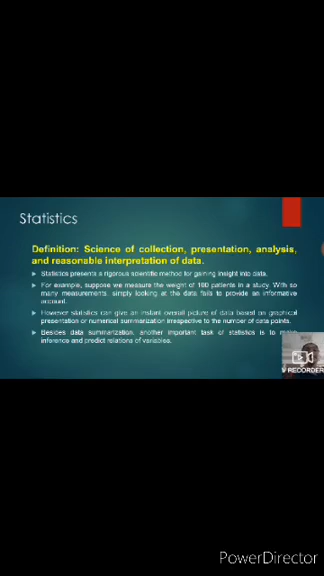 Statistics
Definition: Science of collection, presentation, analysis,
and reasonable interpretation of data.
Statistics presents a rigorous scientific method for gaining insight into data.
For example, suppose we measure the weight of 100 patients in a study. With so
many measurements, simply looking at the data fails to provide an informative
account.
However statistics can give an instant overall picture of data based on graphical
presentation or numerical summarization irrespective to the number of data points.
Besides data summarization, another important task of statistics is to make
inference and predict relations of variables.
V RECORDER
PowerDirector